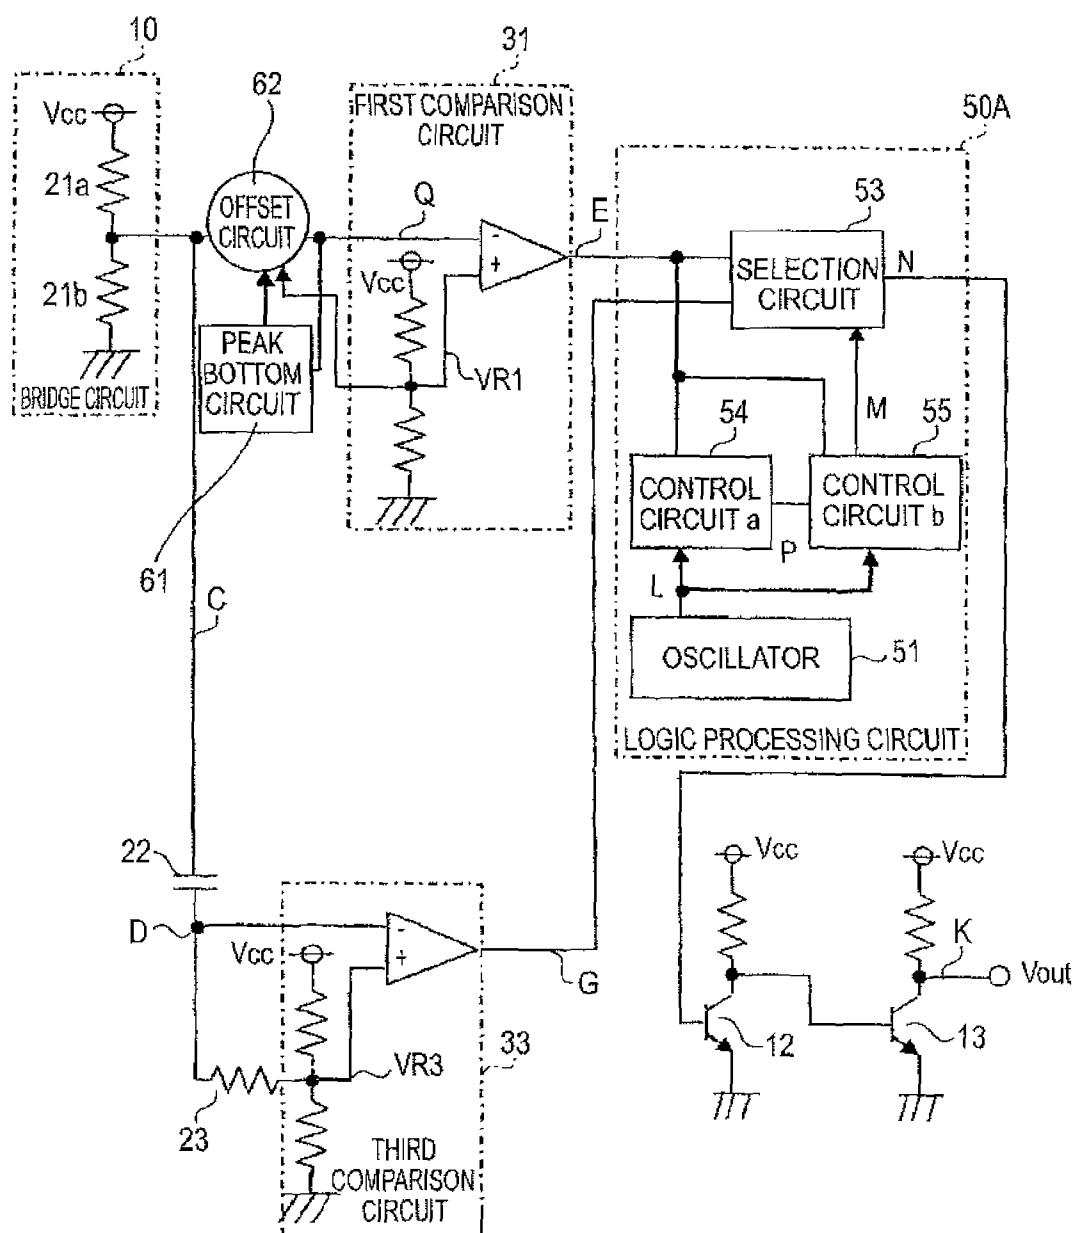 10
62
31
50A
Vcc
21a
21b
BRIDGE CIRCUIT
OFFSET
CIRCUIT
PEAK
BOTTOM
CIRCUIT
61
FIRST COMPARISON
CIRCUIT
Q
Vcc
-
+
VR1
E
53
SELECTION
CIRCUIT
N
M
54
55
CONTROL
CIRCUIT a
CONTROL
CIRCUIT b
P
L
OSCILLATOR
51
LOGIC PROCESSING CIRCUIT
C
22
D
23
Vcc
-
+
VR3
G
33
THIRD
COMPARISON
CIRCUIT
Vcc
Vcc
K
Vout
12
13